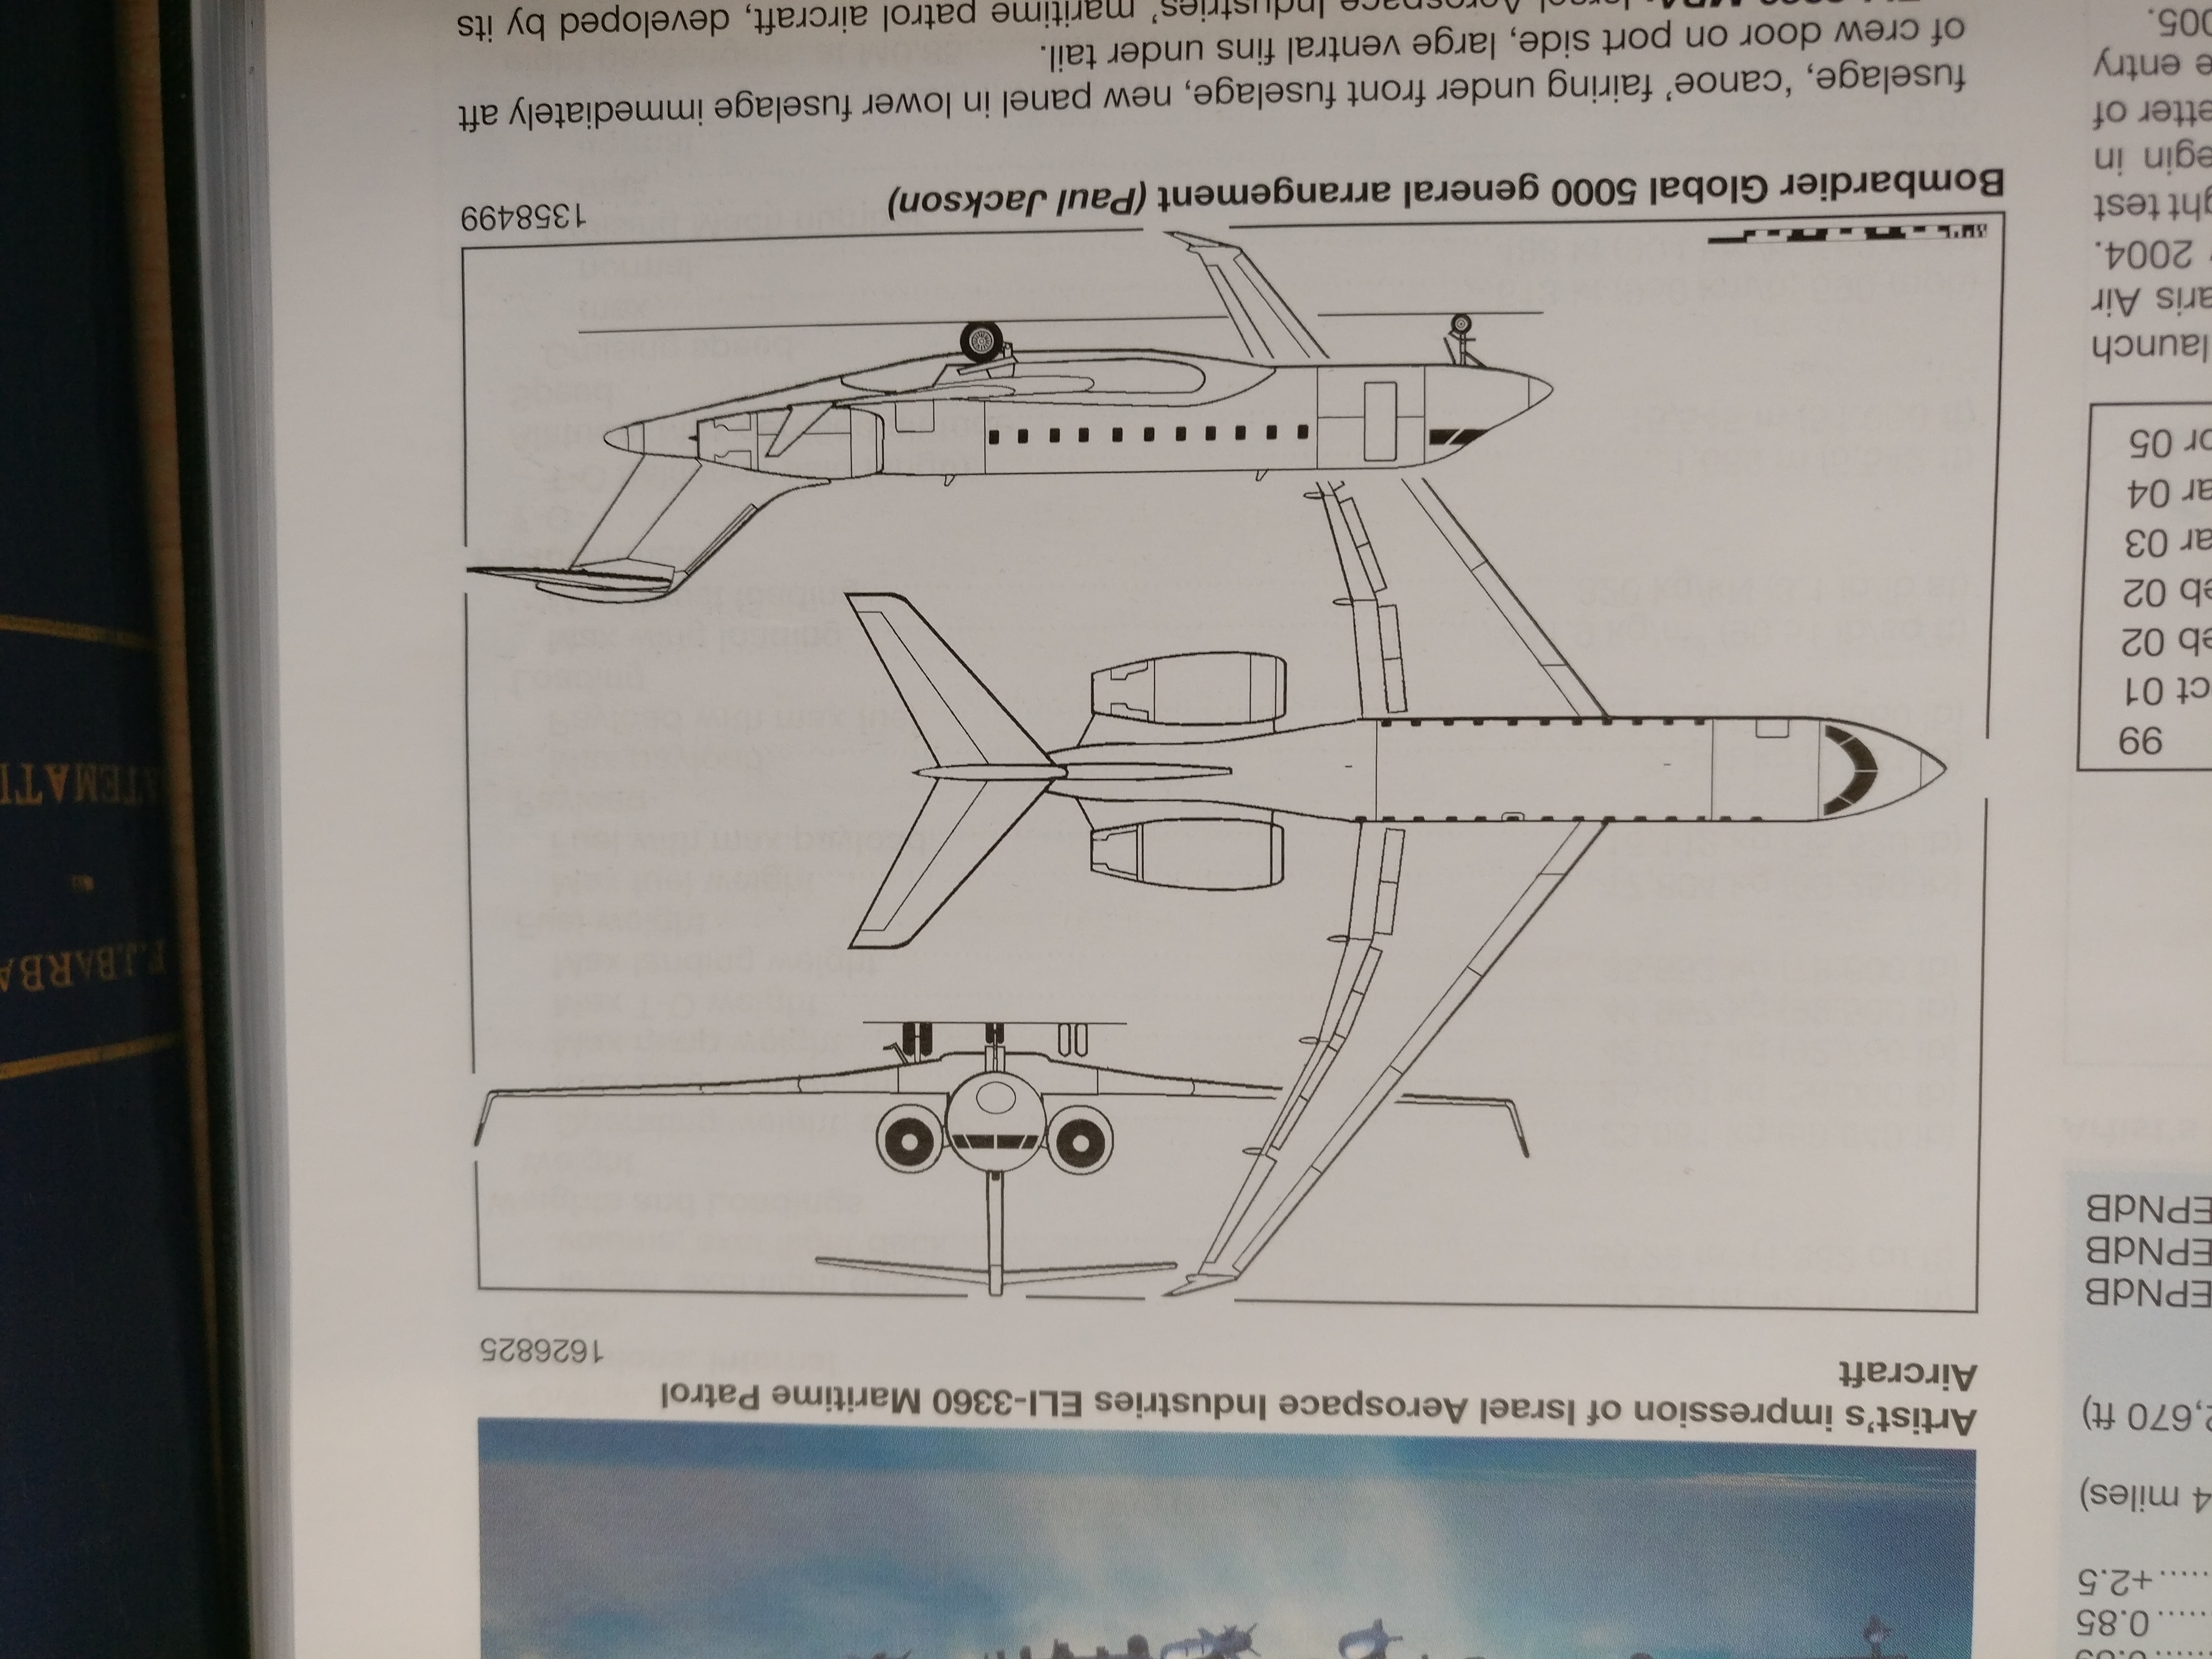 0.85
+2.5
4 miles)
2,670 ft)
EPNdB
EPNdB
EPNdB
99
ct 01
eb 02
eb 02
ar 03
ar 04
or 05
launch
aris Air
2004.
ght test
egin in
etter of
e entry
005.
Artist's impression of Israel Aerospace Industries ELI-3360 Maritime Patrol
Aircraft
1626825
1358499
Bombardier Global 5000 general arrangement (Paul Jackson)
fuselage, 'canoe' fairing under front fuselage, new panel in lower fuselage immediately aft
of crew door on port side, large ventral fins under tail.
Israel Aerospace Industries' maritime patrol aircraft, developed by its
F.J.BARBA
ATEMATI